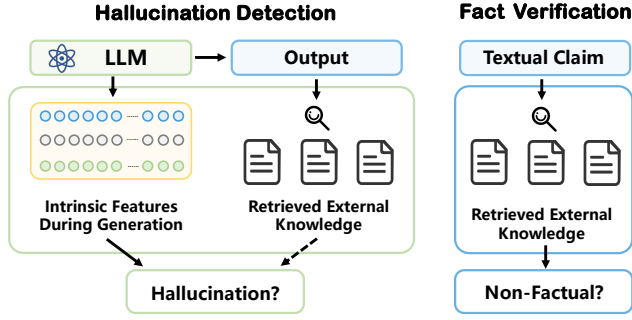 Hallucination Detection
LLM
Output
Intrinsic Features
During Generation
Retrieved External
Knowledge
Hallucination?
Fact Verification
Textual Claim
Retrieved External
Knowledge
Non-Factual?